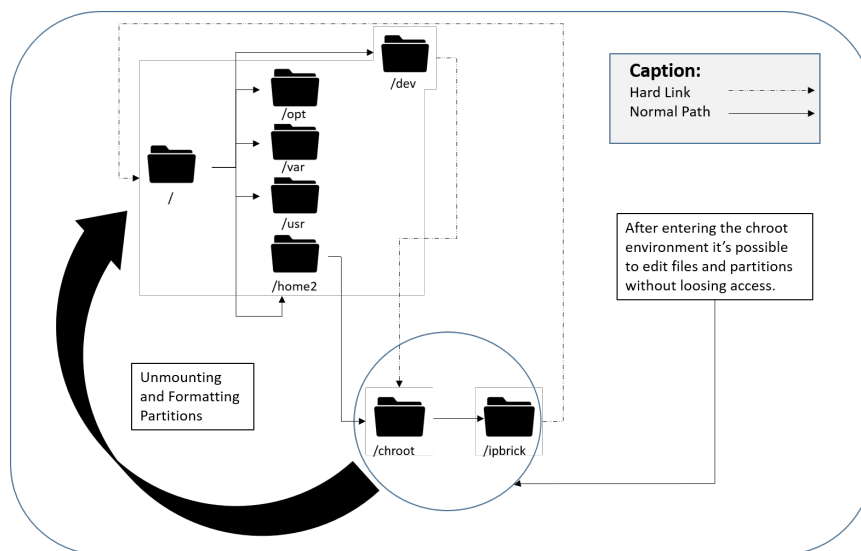 /dev
/opt
/var
/
/usr
/home2
Caption:
Hard Link
Normal Path
After entering the chroot
environment it's possible
to edit files and partitions
without loosing access.
Unmounting
and Formatting
Partitions
/chroot
/ipbrick